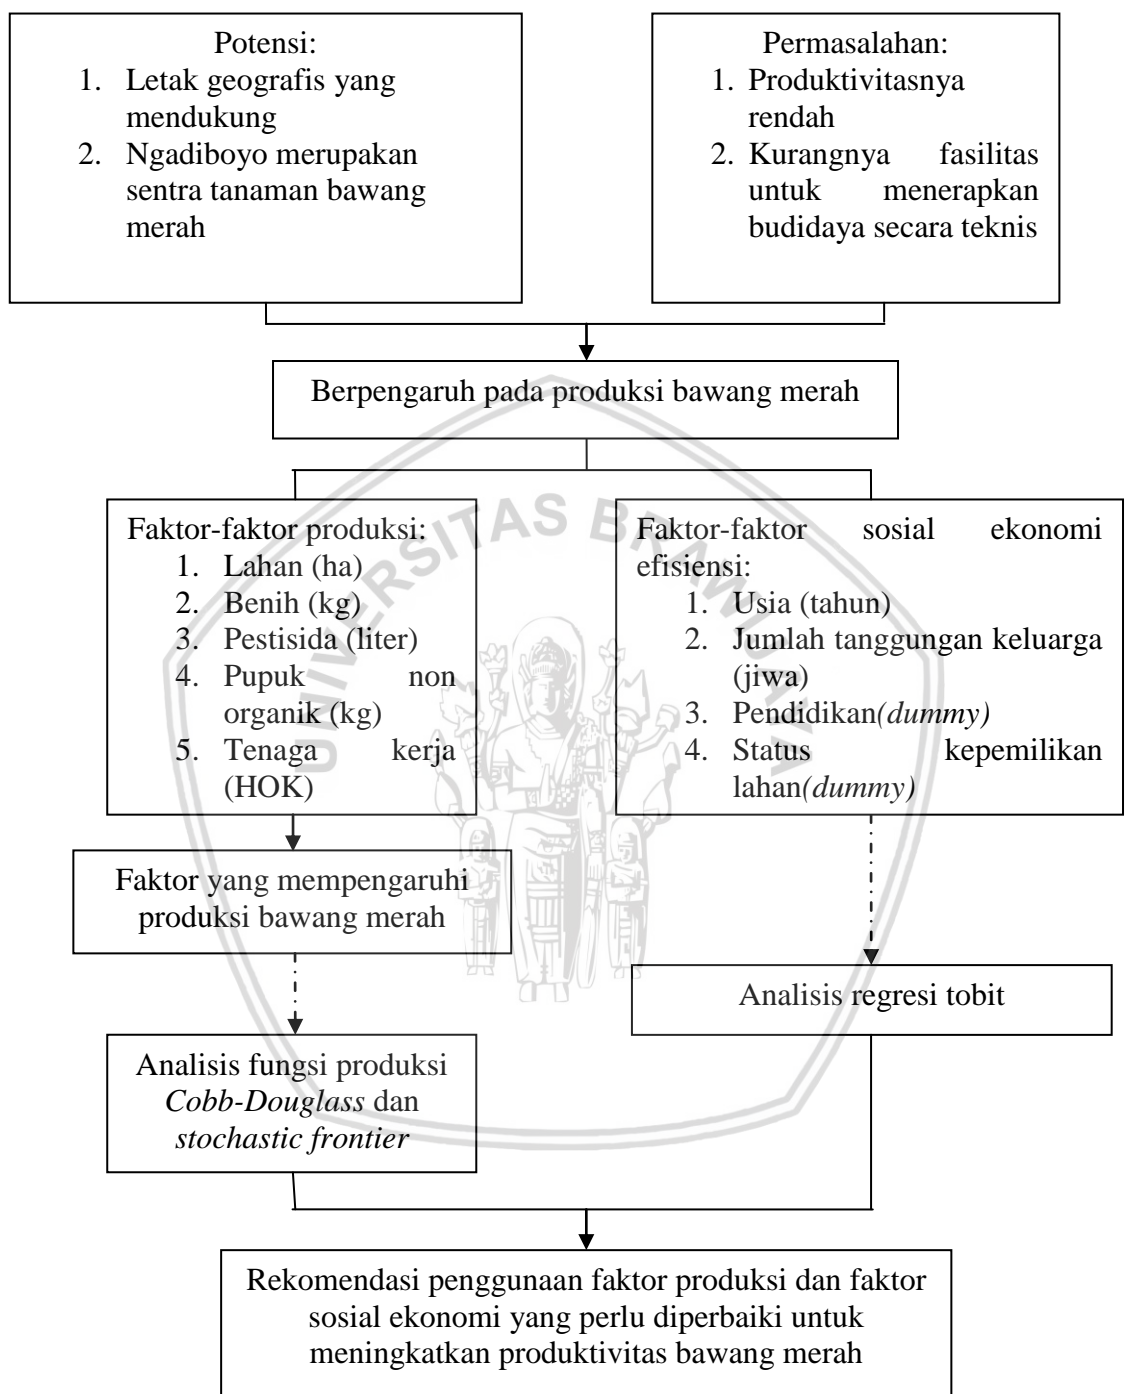 Potensi:
1. Letak geografis yang
mendukung
2. Ngadiboyo merupakan
sentra tanaman bawang
merah
Permasalahan:
1. Produktivitasnya
rendah
2. Kurangnya fasilitas
untuk menerapkan
budidaya secara teknis
Berpengaruh pada produksi bawang merah
UNIVERSITAS BRAWIJAYA
Faktor-faktor produksi:
1. Lahan (ha)
2. Benih (kg)
3. Pestisida (liter)
4. Pupuk non
organik (kg)
5. Tenaga kerja
(HOK)
Faktor-faktor sosial ekonomi
efisiensi:
1. Usia (tahun)
2. Jumlah tanggungan keluarga
(jiwa)
3. Pendidikan(dummy)
4. Status kepemilikan
lahan(dummy)
Faktor yang mempengaruhi
produksi bawang merah
Analisis regresi tobit
Analisis fungsi produksi
Cobb-Douglass dan
stochastic frontier
Rekomendasi penggunaan faktor produksi dan faktor
sosial ekonomi yang perlu diperbaiki untuk
meningkatkan produktivitas bawang merah